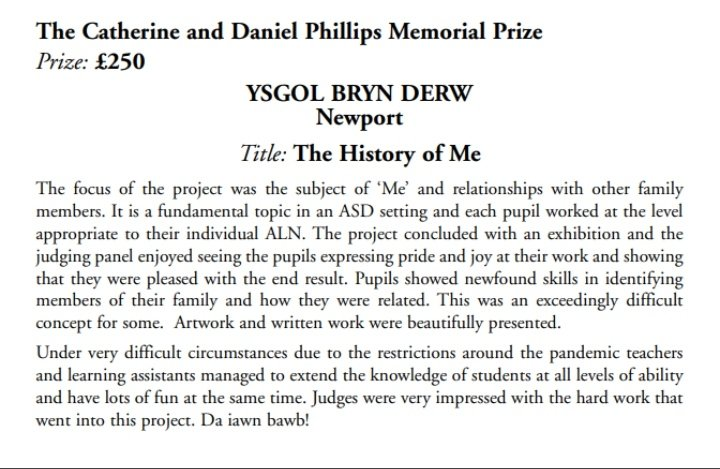 The Catherine and Daniel Phillips Memorial Prize
Prize: £250
YSGOL BRYN DERW
Newport
Title: The History of Me
The focus of the project was the subject of ‘Me’ and relationships with other family
members. It is a fundamental topic in an ASD setting and each pupil worked at the level
appropriate to their individual ALN. The project concluded with an exhibition and the
judging panel enjoyed seeing the pupils expressing pride and joy at their work and showing
that they were pleased with the end result. Pupils showed newfound skills in identifying
members of their family and how they were related. This was an exceedingly difficult
concept for some. Artwork and written work were beautifully presented.
Under very difficult circumstances due to the restrictions around the pandemic teachers
and learning assistants managed to extend the knowledge of students at all levels of ability
and have lots of fun at the same time. Judges were very impressed with the hard work that
went into this project. Da iawn bawb!